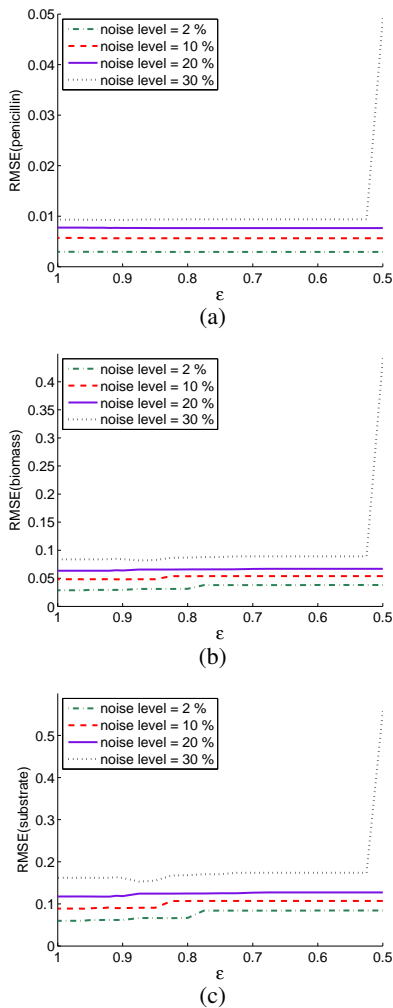 0.05
0.04
0.03
0.02
0.01
0
RMSE(penicillin)
noise level = 2 %
noise level = 10 %
noise level = 20 %
noise level = 30 %
1 0.9 0.8 0.7 0.6 0.5
ε
(a)
0.4
0.35
0.3
0.25
0.2
0.15
0.1
0.05
0
RMSE(biomass)
noise level = 2 %
noise level = 10 %
noise level = 20 %
noise level = 30 %
1 0.9 0.8 0.7 0.6 0.5
ε
(b)
0.5
0.4
0.3
0.2
0.1
0
RMSE(substrate)
noise level = 2 %
noise level = 10 %
noise level = 20 %
noise level = 30 %
1 0.9 0.8 0.7 0.6 0.5
ε
(c)